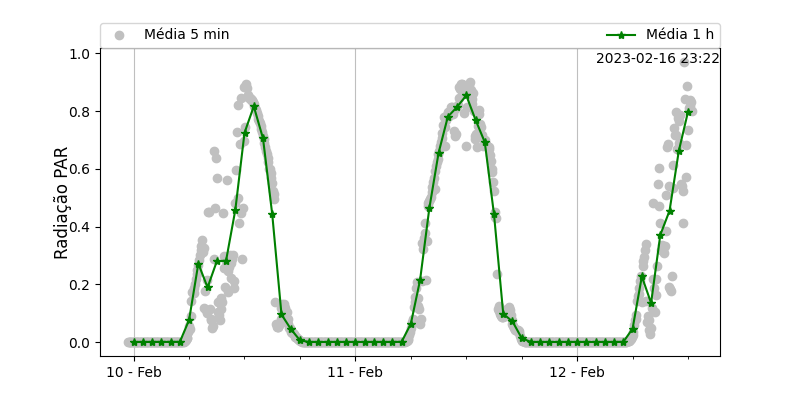 Média 5 min
Média 1 h
2023-02-16 23:22
1.0
0.8
0.6
0.4
0.2
0.0
Radiação PAR
10 - Feb
11 - Feb
12 - Feb